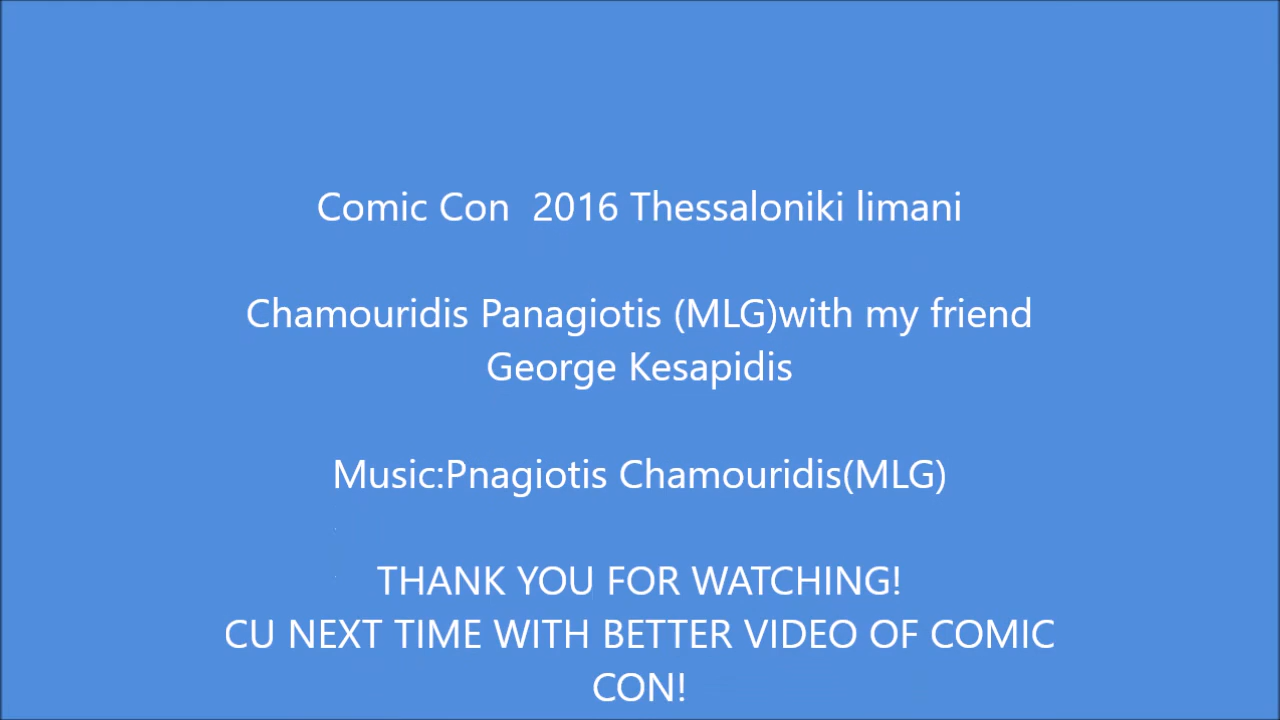 Comic Con  2016 Thessaloniki limani
Chamouridis Panagiotis (MLG)with my friend
George Kesapidis
Music:Pnagiotis Chamouridis(MLG)
THANK YOU FOR WATCHING!
CU NEXT TIME WITH BETTER VIDEO OF COMIC
CON!